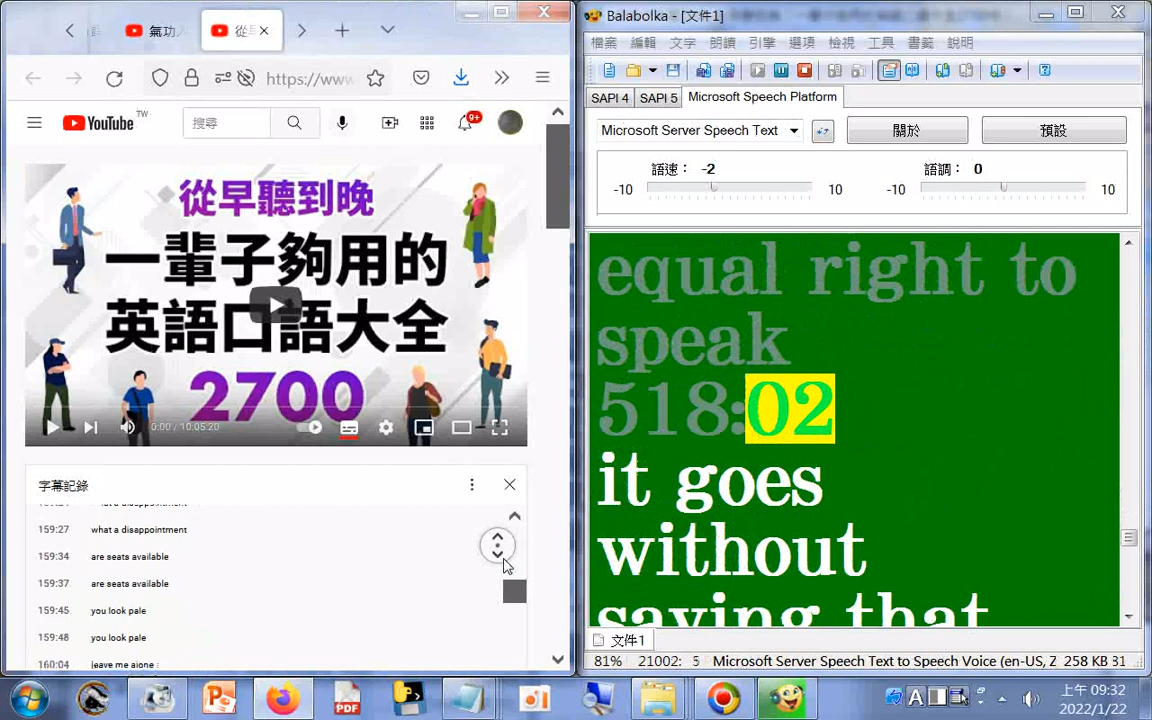 氣功
從
https://www
YouTube TW
搜尋
9+
從早聽到晚
一輩子夠用的
英語口語大全
2700
0:00 / 10:05:20
字幕記錄
159:27 what a disappointment
159:34 are seats available
159:37 are seats available
159:45 you look pale
159:48 you look pale
160:04 leave me alone
Balabolka - [文件1]
檔案 編輯 文字 朗讀 引擎 選項 檢視 工具 書籤 說明
SAPI 4 SAPI 5 Microsoft Speech Platform
Microsoft Server Speech Text 關於 預設
語速： -2 語調： 0
-10 10 -10 10
equal right to
speak
518:02
it goes
without
saying that
文件1
81% 21002: 5 Microsoft Server Speech Text to Speech Voice (en-US, Z 258 KB 31
PDF
A
上午 09:32
2022/1/22